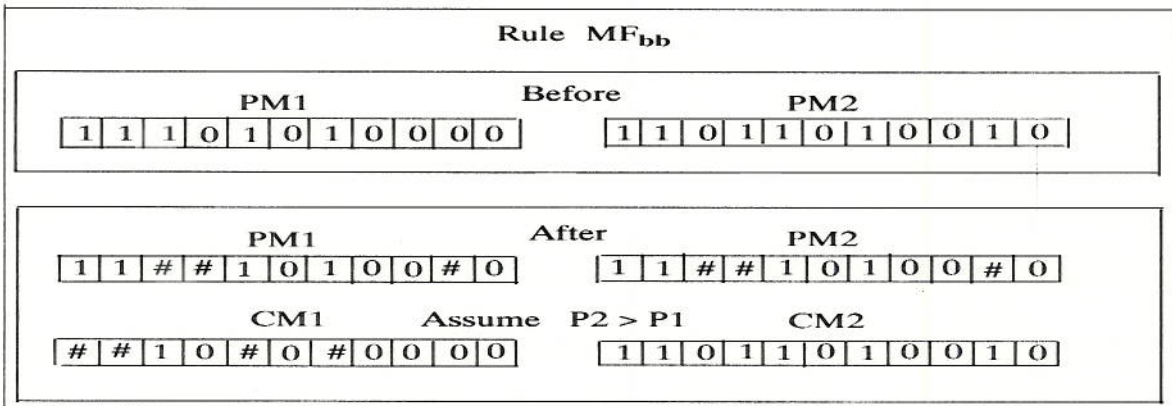 Rule MFbb
PM1 Before PM2
1 1 1 0 1 0 1 0 0 0 0 1 1 0 1 1 0 1 0 0 1 0
PM1 After PM2
1 1 # # 1 0 1 0 0 # 0 1 1 # # 1 0 1 0 0 # 0
CM1 Assume P2 > P1 CM2
# # 1 0 # 0 # 0 0 0 0 1 1 0 1 1 0 1 0 0 1 0